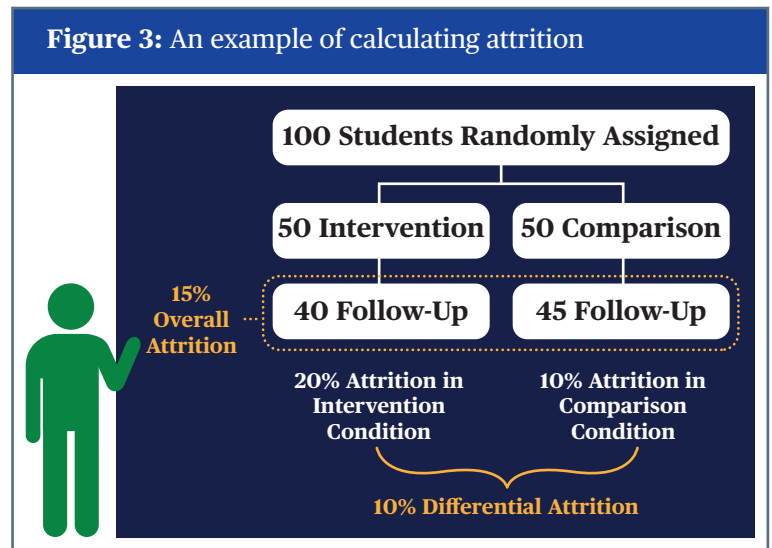 Figure 3: An example of calculating attrition
100 Students Randomly Assigned
50 Intervention
50 Comparison
15%
Overall
Attrition
40 Follow-Up
45 Follow-Up
20% Attrition in
Intervention
Condition
10% Attrition in
Comparison
Condition
10% Differential Attrition